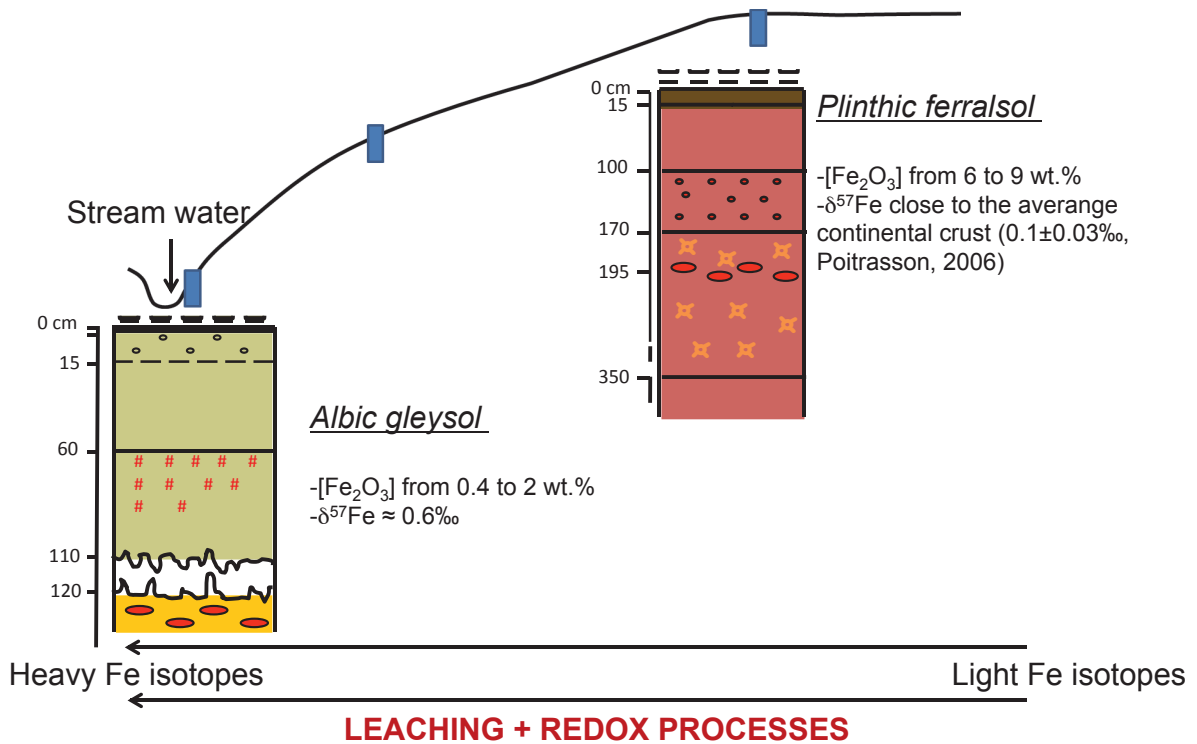 0 cm
15
100
170
195
350
Plinthic ferralsol
-[Fe₂O₃] from 6 to 9 wt.%
-δ⁵⁷Fe close to the averange
continental crust (0.1±0.03‰,
Poitrasson, 2006)
Stream water
0 cm
15
60
110
120
Albic gleysol
-[Fe₂O₃] from 0.4 to 2 wt.%
-δ⁵⁷Fe ≈ 0.6‰
# # # # #
# # # #
# #
Heavy Fe isotopes
Light Fe isotopes
LEACHING + REDOX PROCESSES